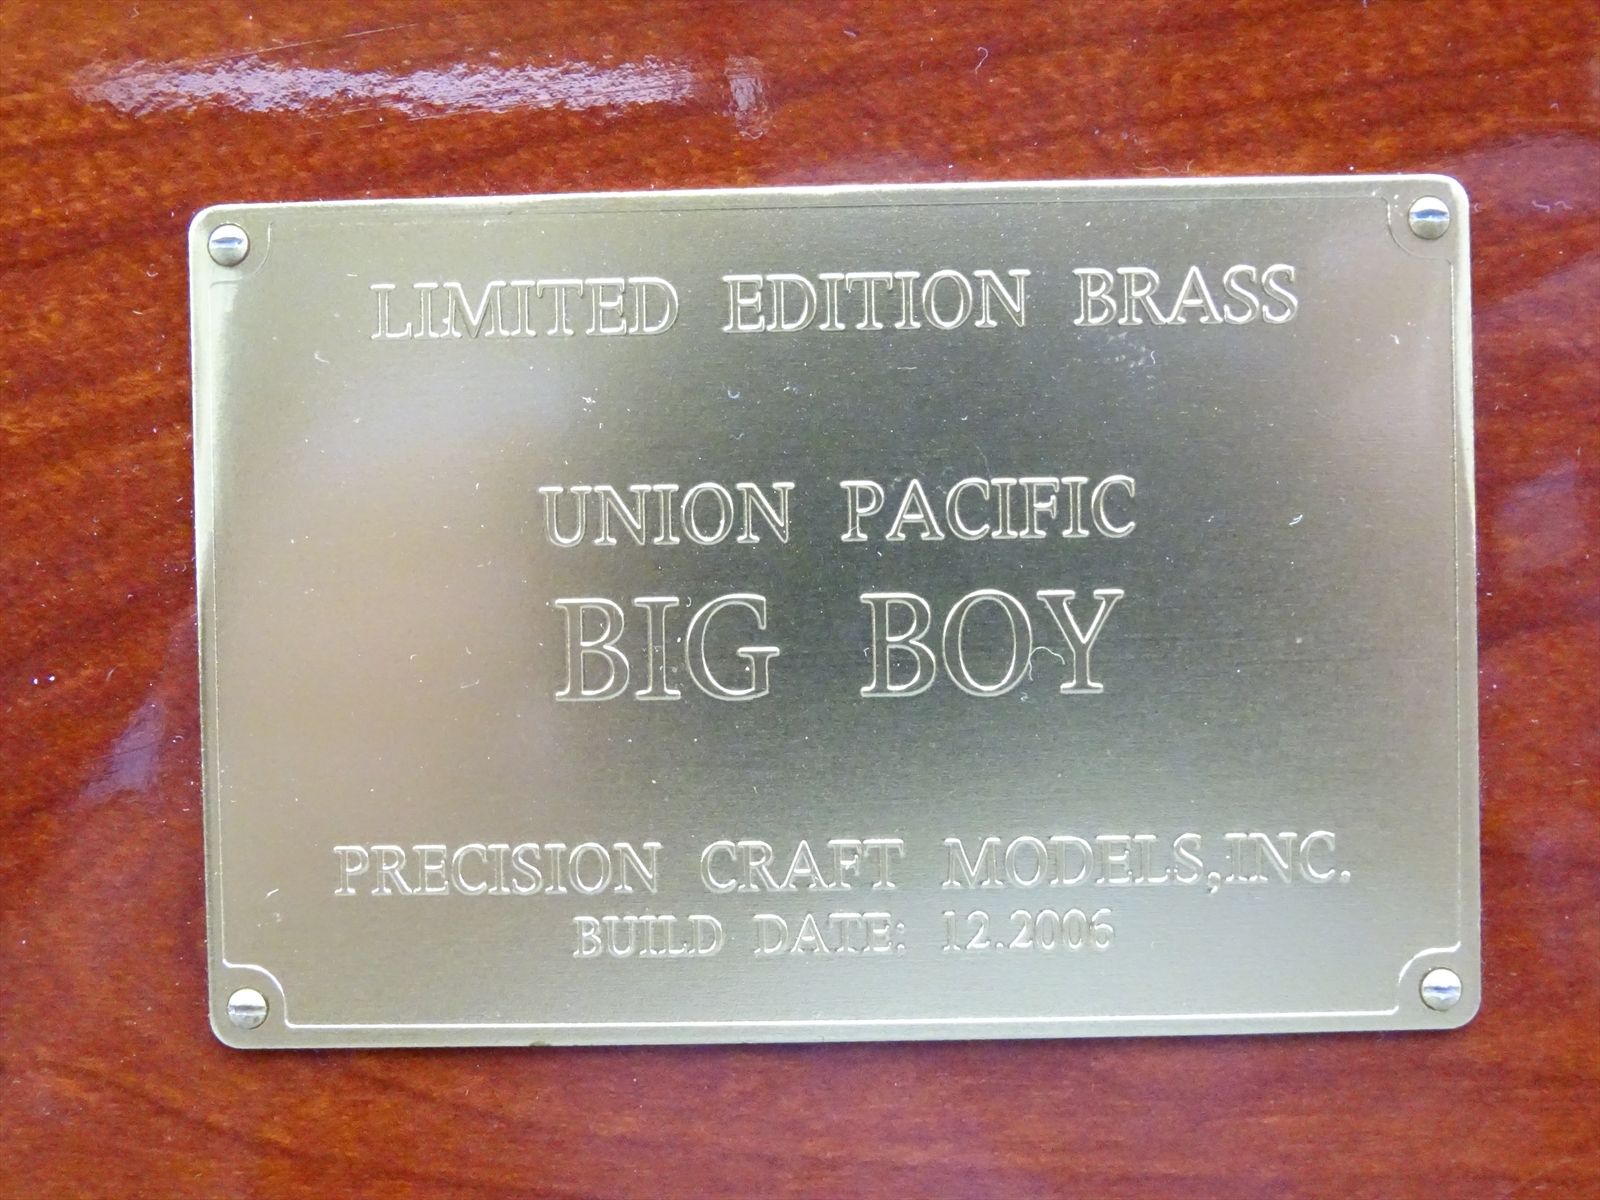 LIMITED EDITION BRASS
UNION PACIFIC
BIG BOY
PRECISION CRAFT MODELS,INC.
BUILD DATE: 12.2006